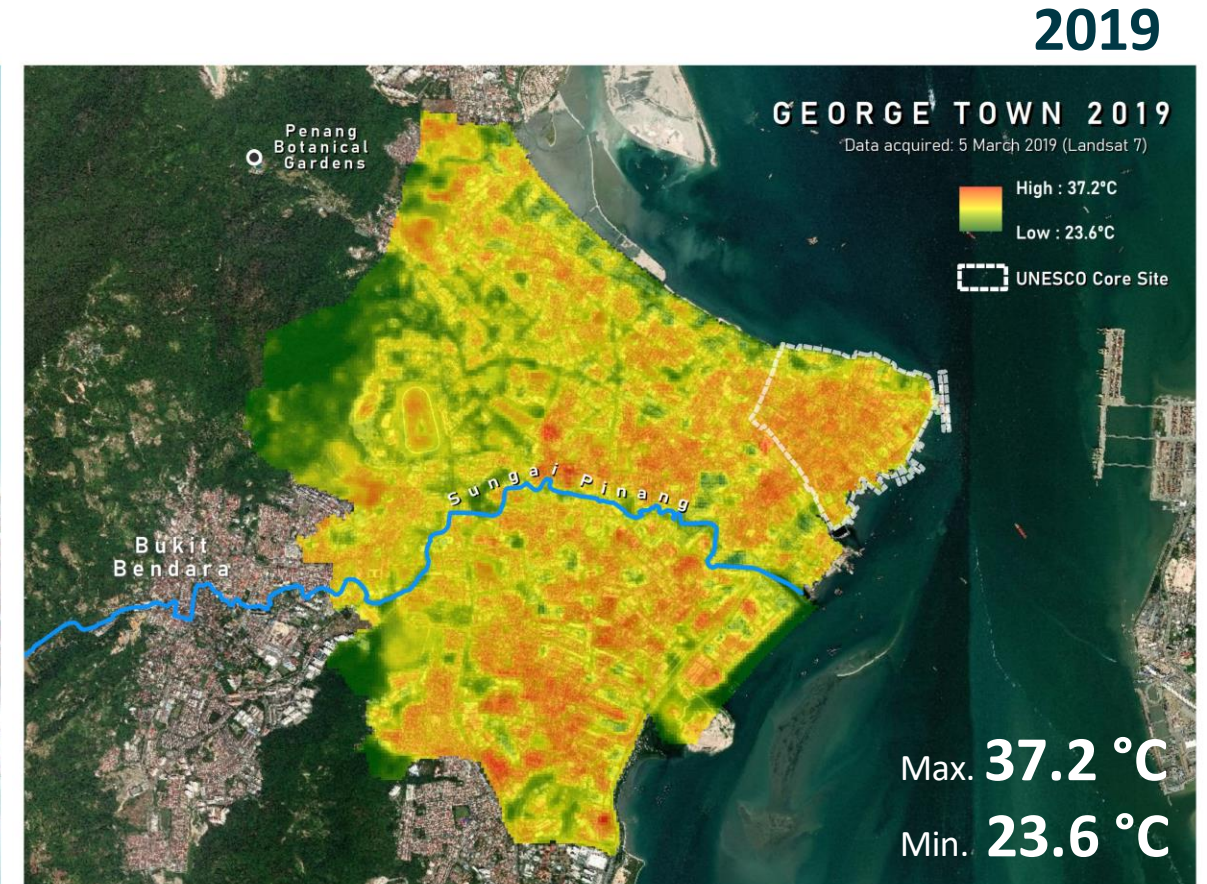 2019
GEORGE TOWN 2019
Data acquired: 5 March 2019 (Landsat 7)
High : 37.2°C
Low : 23.6°C
UNESCO Core Site
Penang
Botanical
Gardens
Sungai Pinang
Bukit
Bendara
Max. 37.2 °C
Min. 23.6 °C